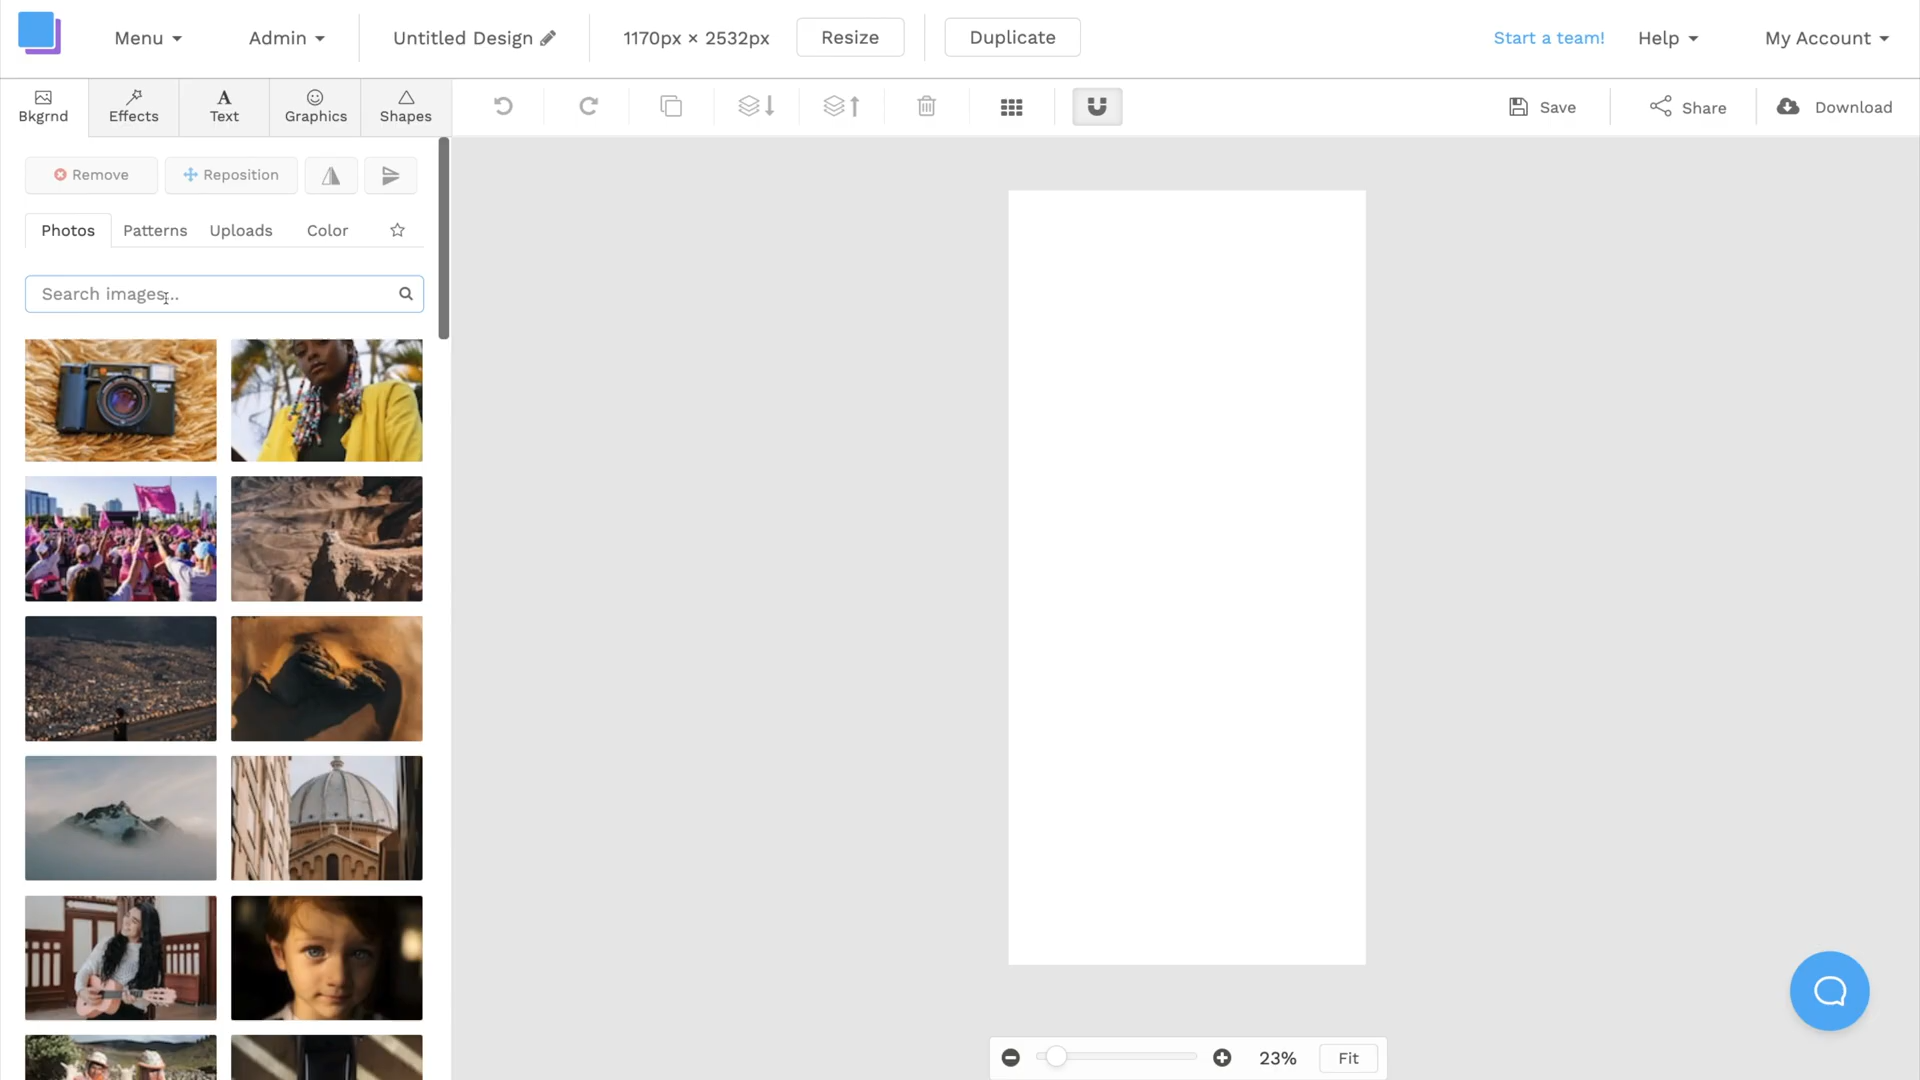 Menu Admin Untitled Design 1170px × 2532px Resize Duplicate Start a team! Help My Account
Bkgrnd Effects Text Graphics Shapes Save Share Download
Remove Reposition
Photos Patterns Uploads Color
Search images...
23% Fit